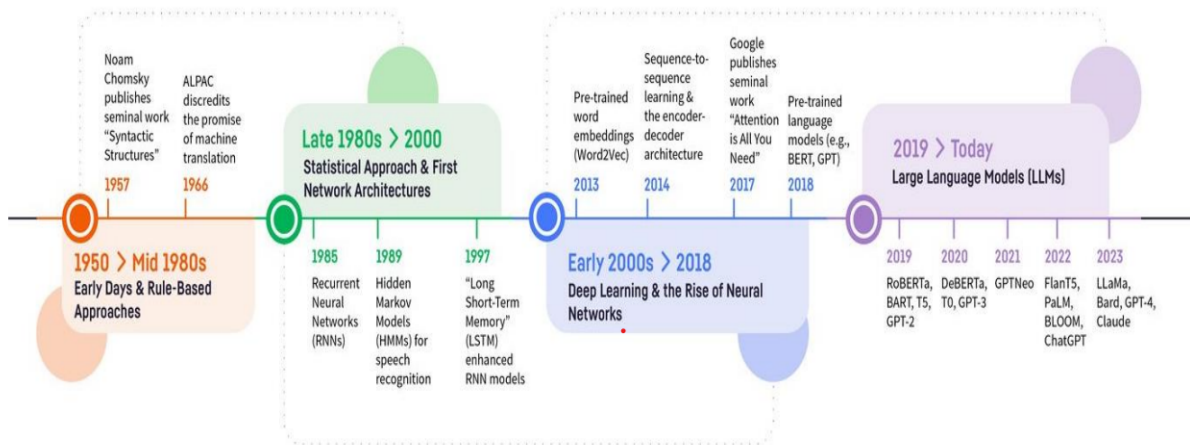 Noam
Chomsky
publishes
seminal work
“Syntactic
Structures”
1957
ALPAC
discredits
the promise
of machine
translation
1966
1950 > Mid 1980s
Early Days & Rule-Based
Approaches
Late 1980s > 2000
Statistical Approach & First
Network Architectures
1985
Recurrent
Neural
Networks
(RNNs)
1989
Hidden
Markov
Models
(HMMs) for
speech
recognition
1997
“Long
Short-Term
Memory”
(LSTM)
enhanced
RNN models
Pre-trained
word
embeddings
(Word2Vec)
2013
Sequence-to-
sequence
learning &
the encoder-
decoder
architecture
2014
Google
publishes
seminal
work
“Attention
is All You
Need”
2017
Pre-trained
language
models (e.g.,
BERT, GPT)
2018
Early 2000s > 2018
Deep Learning & the Rise of Neural
Networks
2019 > Today
Large Language Models (LLMs)
2019
RoBERTa,
BART, T5,
GPT-2
2020
DeBERTa,
T0, GPT-3
2021
GPTNeo
2022
FlanT5,
PaLM,
BLOOM,
ChatGPT
2023
LLaMa,
Bard, GPT-4,
Claude